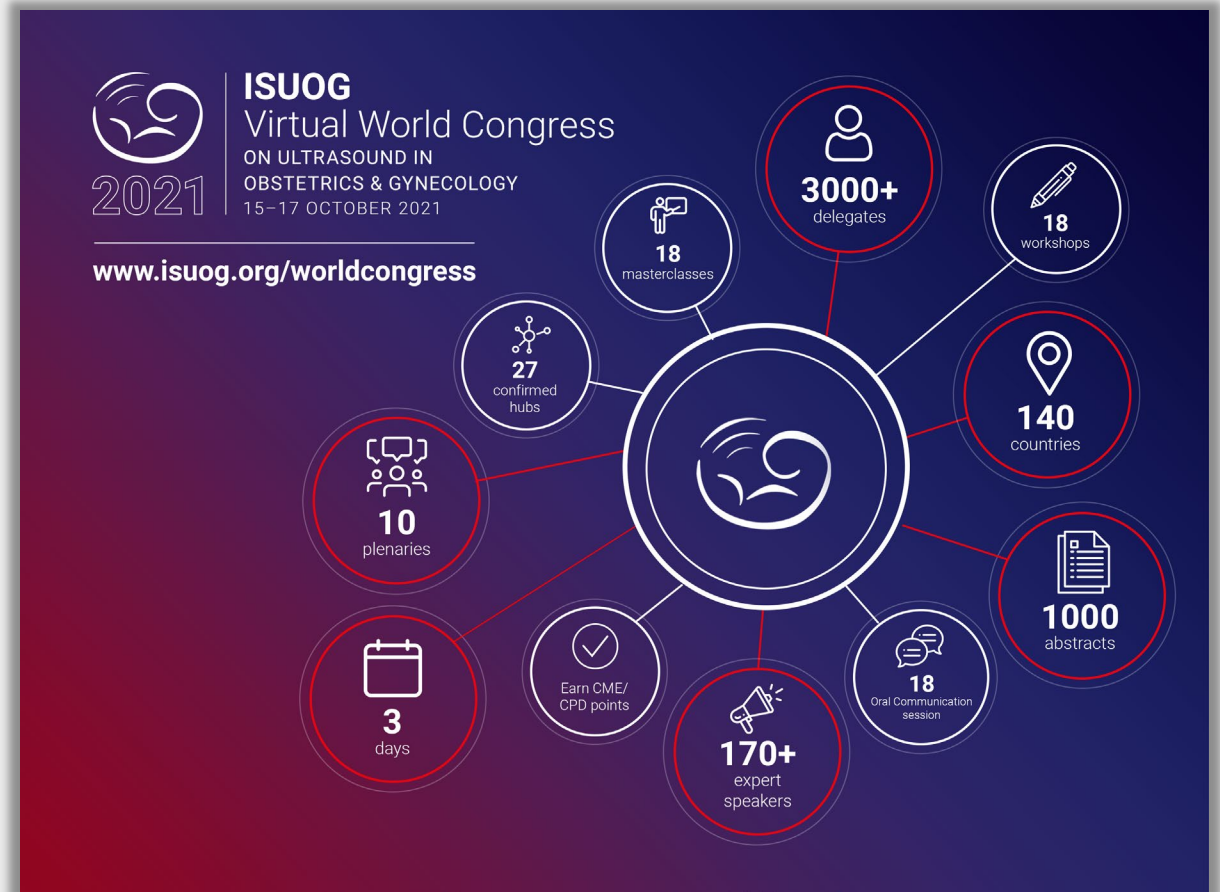 ISUOG
Virtual World Congress
ON ULTRASOUND IN
OBSTETRICS & GYNECOLOGY
15–17 OCTOBER 2021
2021
www.isuog.org/worldcongress
3000+
delegates
18
workshops
18
masterclasses
27
confirmed
hubs
140
countries
10
plenaries
1000
abstracts
3
days
Earn CME/
CPD points
170+
expert
speakers
18
Oral Communication
session